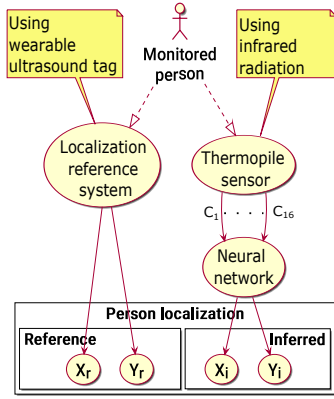 Using
wearable
ultrasound tag
Using
infrared
radiation
Monitored
person
Localization
reference
system
Thermopile
sensor
C1 . . . . C16
Neural
network
Person localization
Reference
Inferred
Xr
Yr
Xi
Yi